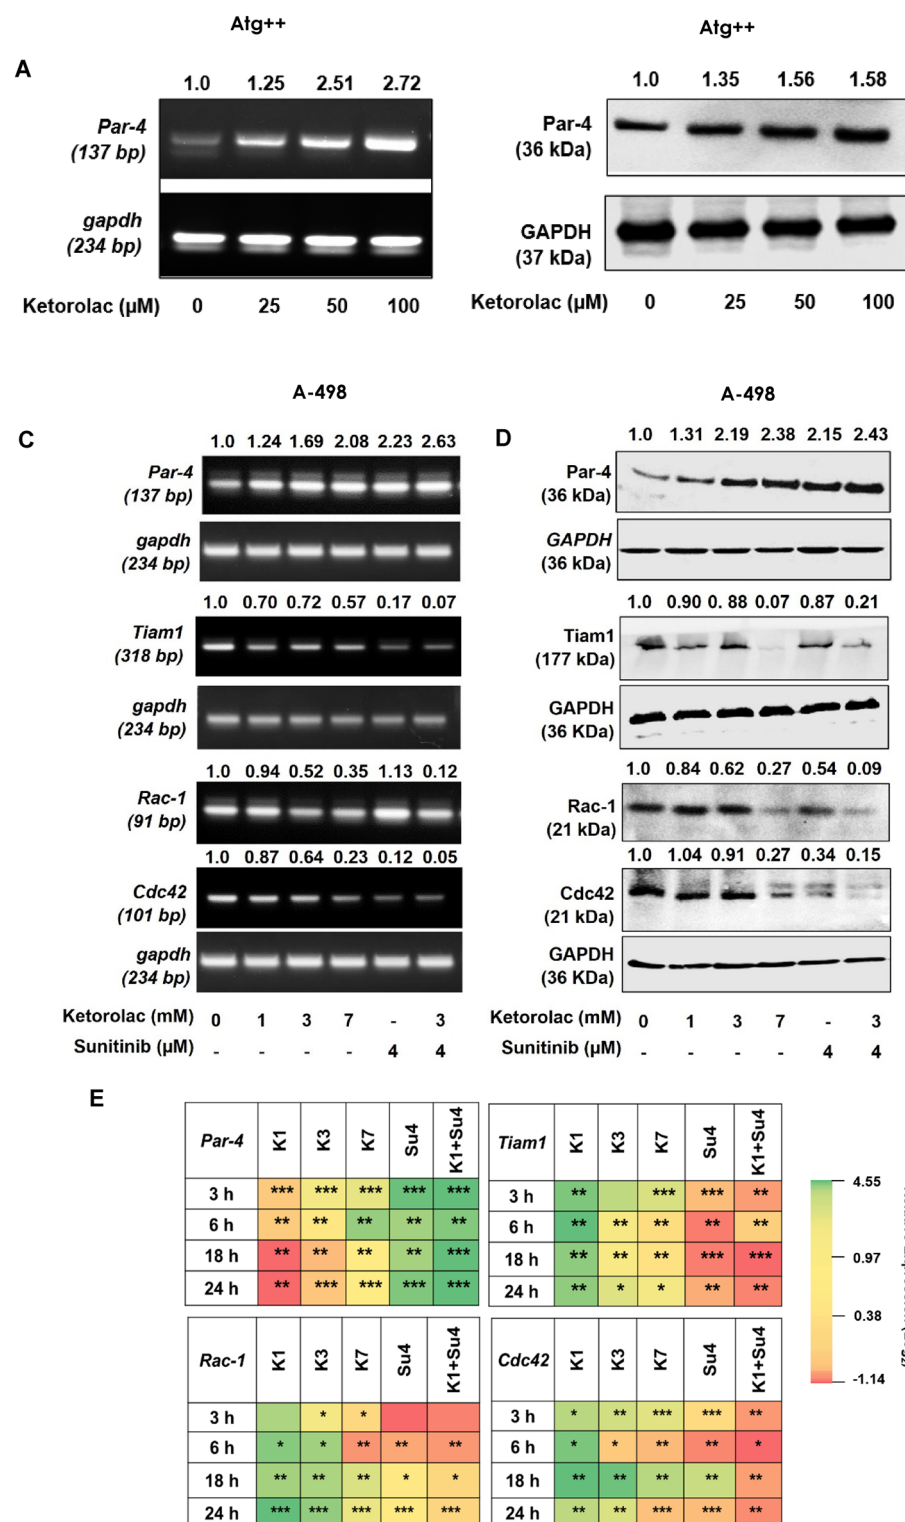 Atg++
A
1.0 1.25 2.51 2.72
Par-4
(137 bp)
gapdh
(234 bp)
Ketorolac (µM) 0 25 50 100
Atg++
1.0 1.35 1.56 1.58
Par-4
(36 kDa)
GAPDH
(37 kDa)
Ketorolac (µM) 0 25 50 100
A-498
C
1.0 1.24 1.69 2.08 2.23 2.63
Par-4
(137 bp)
gapdh
(234 bp)
1.0 0.70 0.72 0.57 0.17 0.07
Tiam1
(318 bp)
gapdh
(234 bp)
1.0 0.94 0.52 0.35 1.13 0.12
Rac-1
(91 bp)
1.0 0.87 0.64 0.23 0.12 0.05
Cdc42
(101 bp)
gapdh
(234 bp)
Ketorolac (mM) 0 1 3 7 - 3
Sunitinib (µM) - - - - 4 4
A-498
D
1.0 1.31 2.19 2.38 2.15 2.43
Par-4
(36 kDa)
GAPDH
(36 kDa)
1.0 0.90 0. 88 0.07 0.87 0.21
Tiam1
(177 kDa)
GAPDH
(36 KDa)
1.0 0.84 0.62 0.27 0.54 0.09
Rac-1
(21 kDa)
1.0 1.04 0.91 0.27 0.34 0.15
Cdc42
(21 kDa)
GAPDH
(36 KDa)
Ketorolac (mM) 0 1 3 7 - 3
Sunitinib (µM) - - - - 4 4
E
Par-4 K1 K3 K7 Su4 K1+Su4
3 h *** *** *** *** ***
6 h ** ** ** ** **
18 h ** ** ** ** ***
24 h ** *** *** *** ***
Tiam1 K1 K3 K7 Su4 K1+Su4
3 h ** *** *** **
6 h ** ** ** ** **
18 h ** ** ** *** ***
24 h ** * * ** **
Rac-1 K1 K3 K7 Su4 K1+Su4
3 h * *
6 h * * ** ** **
18 h ** ** ** * *
24 h *** *** *** *** ***
Cdc42 K1 K3 K7 Su4 K1+Su4
3 h * ** *** *** **
6 h * * ** ** *
18 h ** ** ** ** **
24 h ** ** *** *** **
4.55
0.97
0.38
-1.14